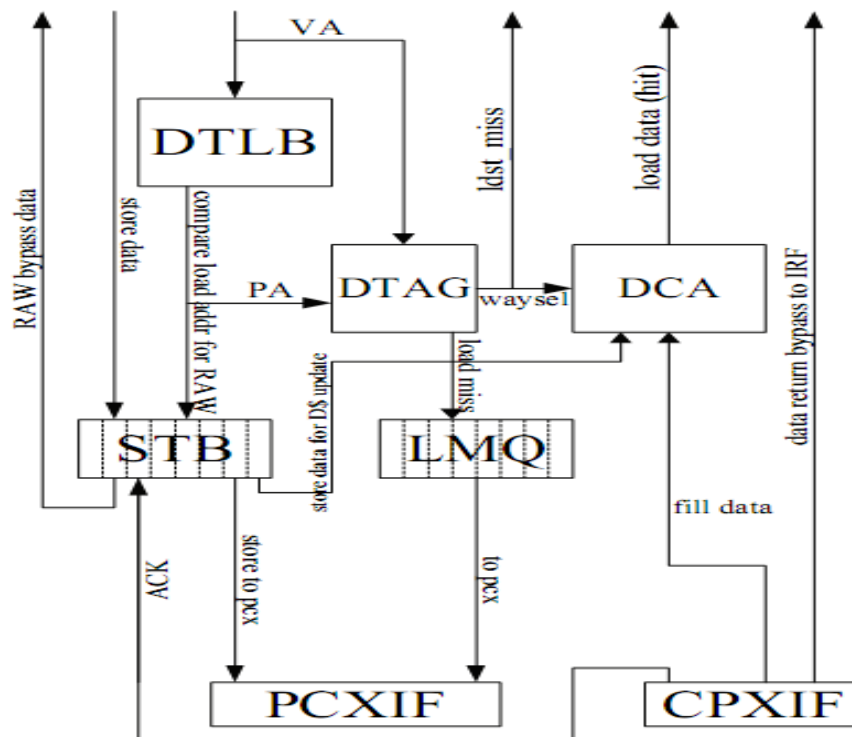 VA
DTLB
RAW bypass data
store data
compare load addr for RAW
PA
DTAG
ldst_miss
waysel
load data (hit)
DCA
data return bypass to IRF
load miss
store data for D$ update
STB
LMQ
fill data
ACK
store to pcx
to pcx
PCXIF
CPXIF